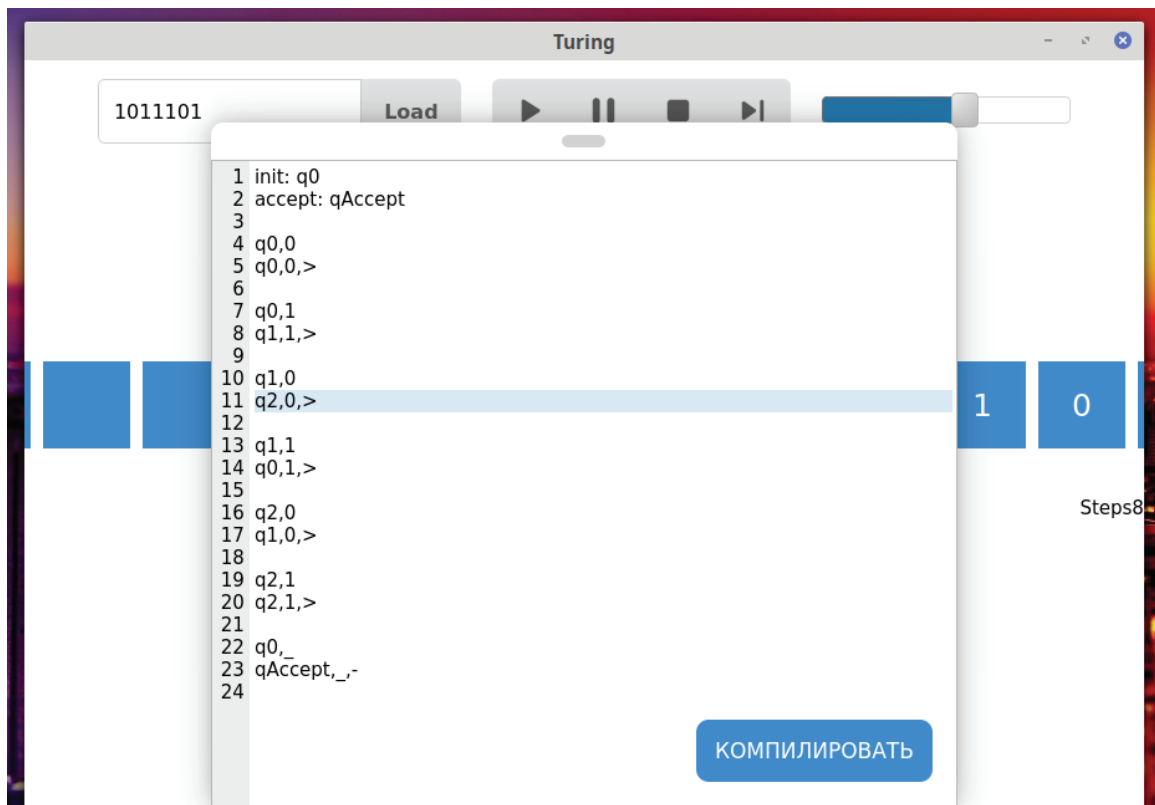 Turing
1011101 Load
1 init: q0
2 accept: qAccept
3
4 q0,0
5 q0,0,>
6
7 q0,1
8 q1,1,>
9
10 q1,0
11 q2,0,>
12
13 q1,1
14 q0,1,>
15
16 q2,0
17 q1,0,>
18
19 q2,1
20 q2,1,>
21
22 q0,_
23 qAccept,_,-
24
1 0
Steps8
КОМПИЛИРОВАТЬ